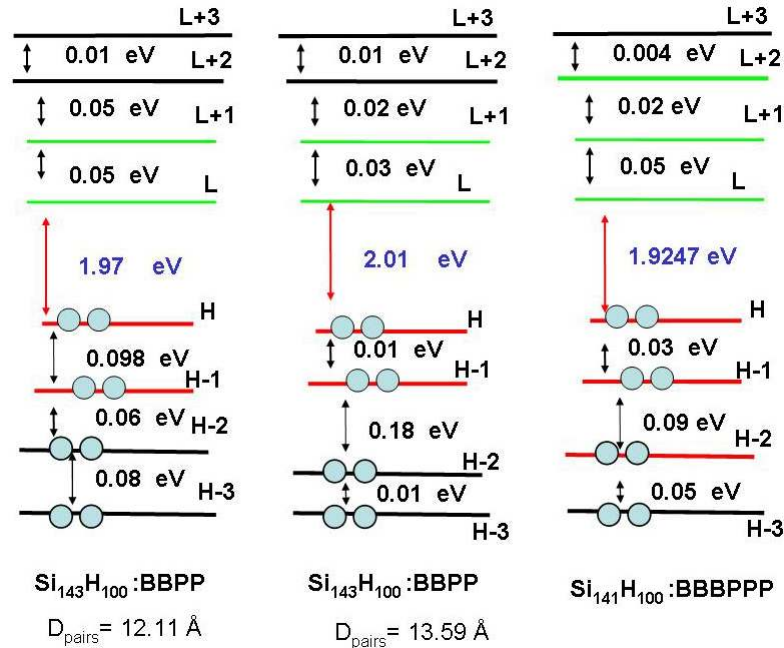 L+3
0.01 eV
L+2
0.05 eV
L+1
0.05 eV
L
1.97 eV
H
0.098 eV
H-1
0.06 eV
H-2
0.08 eV
H-3
Si143H100 :BBPP
Dpairs= 12.11 Å
L+3
0.01 eV
L+2
0.02 eV
L+1
0.03 eV
L
2.01 eV
H
0.01 eV
H-1
0.18 eV
H-2
0.01 eV
H-3
Si143H100 :BBPP
Dpairs= 13.59 Å
L+3
0.004 eV
L+2
0.02 eV
L+1
0.05 eV
L
1.9247 eV
H
0.03 eV
H-1
0.09 eV
H-2
0.05 eV
H-3
Si141H100 :BBBPPP